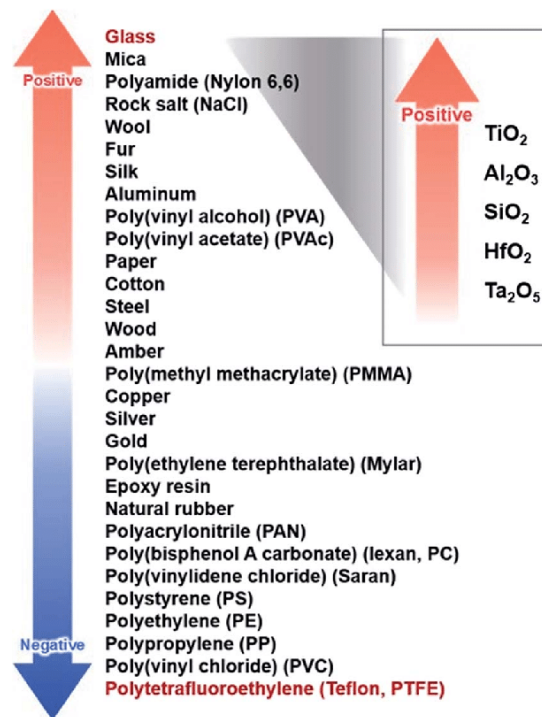 Glass
Mica
Positive
Polyamide (Nylon 6,6)
Rock salt (NaCl)
Wool
Fur
Silk
Aluminum
Poly(vinyl alcohol) (PVA)
Poly(vinyl acetate) (PVAc)
Paper
Cotton
Steel
Wood
Amber
Poly(methyl methacrylate) (PMMA)
Copper
Silver
Gold
Poly(ethylene terephthalate) (Mylar)
Epoxy resin
Natural rubber
Polyacrylonitrile (PAN)
Poly(bisphenol A carbonate) (lexan, PC)
Poly(vinylidene chloride) (Saran)
Polystyrene (PS)
Polyethylene (PE)
Negative
Polypropylene (PP)
Poly(vinyl chloride) (PVC)
Polytetrafluoroethylene (Teflon, PTFE)
Positive
TiO₂
Al₂O₃
SiO₂
HfO₂
Ta₂O₅